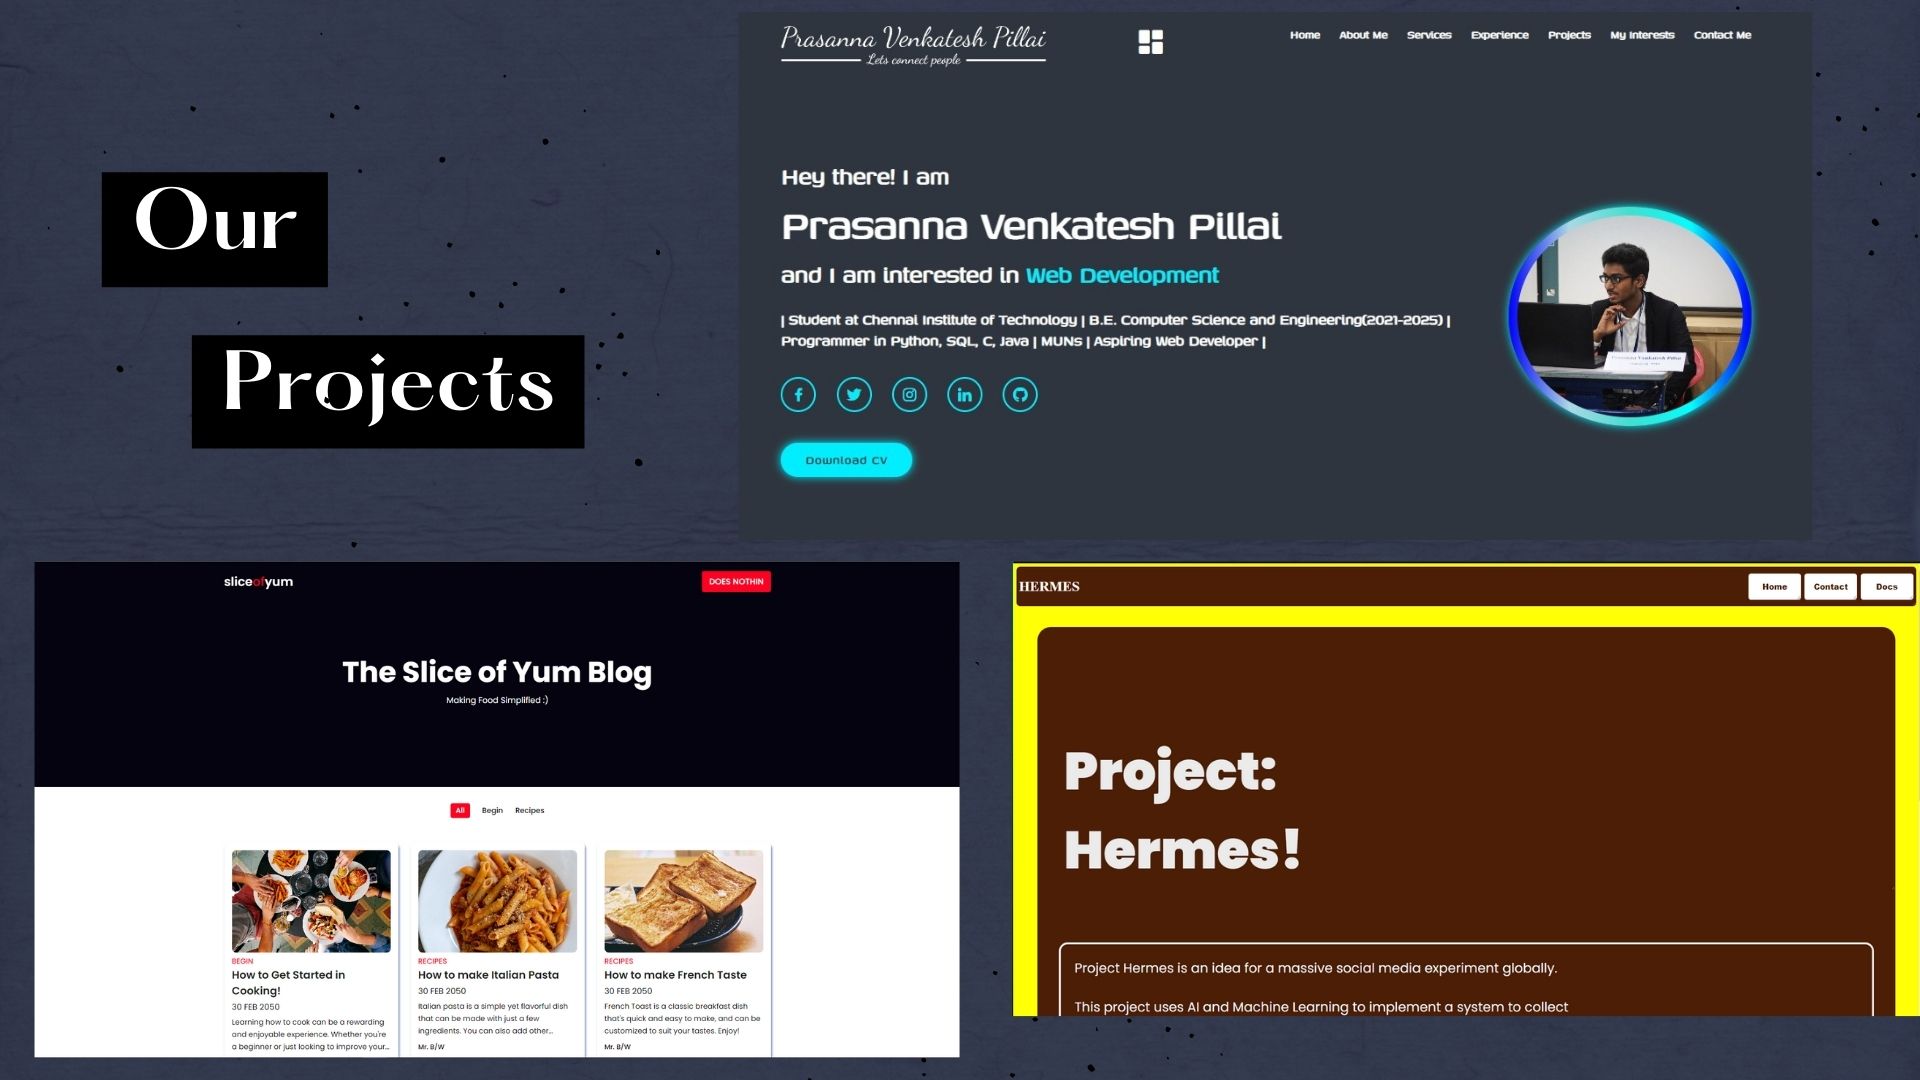 Our
Projects
Prasanna Venkatesh Pillai
Lets connect people
Home About Me Services Experience Projects My Interests Contact Me
Hey there! I am
Prasanna Venkatesh Pillai
and I am interested in Web Development
| Student at Chennai Institute of Technology | B.E. Computer Science and Engineering(2021-2025) |
Programmer in Python, SQL, C, Java | MUNs | Aspiring Web Developer |
Download CV
sliceofyum
DOES NOTHIN
The Slice of Yum Blog
Making Food Simplified :)
All Begin Recipes
BEGIN
How to Get Started in
Cooking!
30 FEB 2050
Learning how to cook can be a rewarding
and enjoyable experience. Whether you're
a beginner or just looking to improve your...
RECIPES
How to make Italian Pasta
30 FEB 2050
Italian pasta is a simple yet flavorful dish
that can be made with just a few
ingredients. You can also add other...
Mr. B/W
RECIPES
How to make French Taste
30 FEB 2050
French Toast is a classic breakfast dish
that's quick and easy to make, and can be
customized to suit your tastes. Enjoy!
Mr. B/W
HERMES
Home Contact Docs
Project:
Hermes!
Project Hermes is an idea for a massive social media experiment globally.
This project uses AI and Machine Learning to implement a system to collect